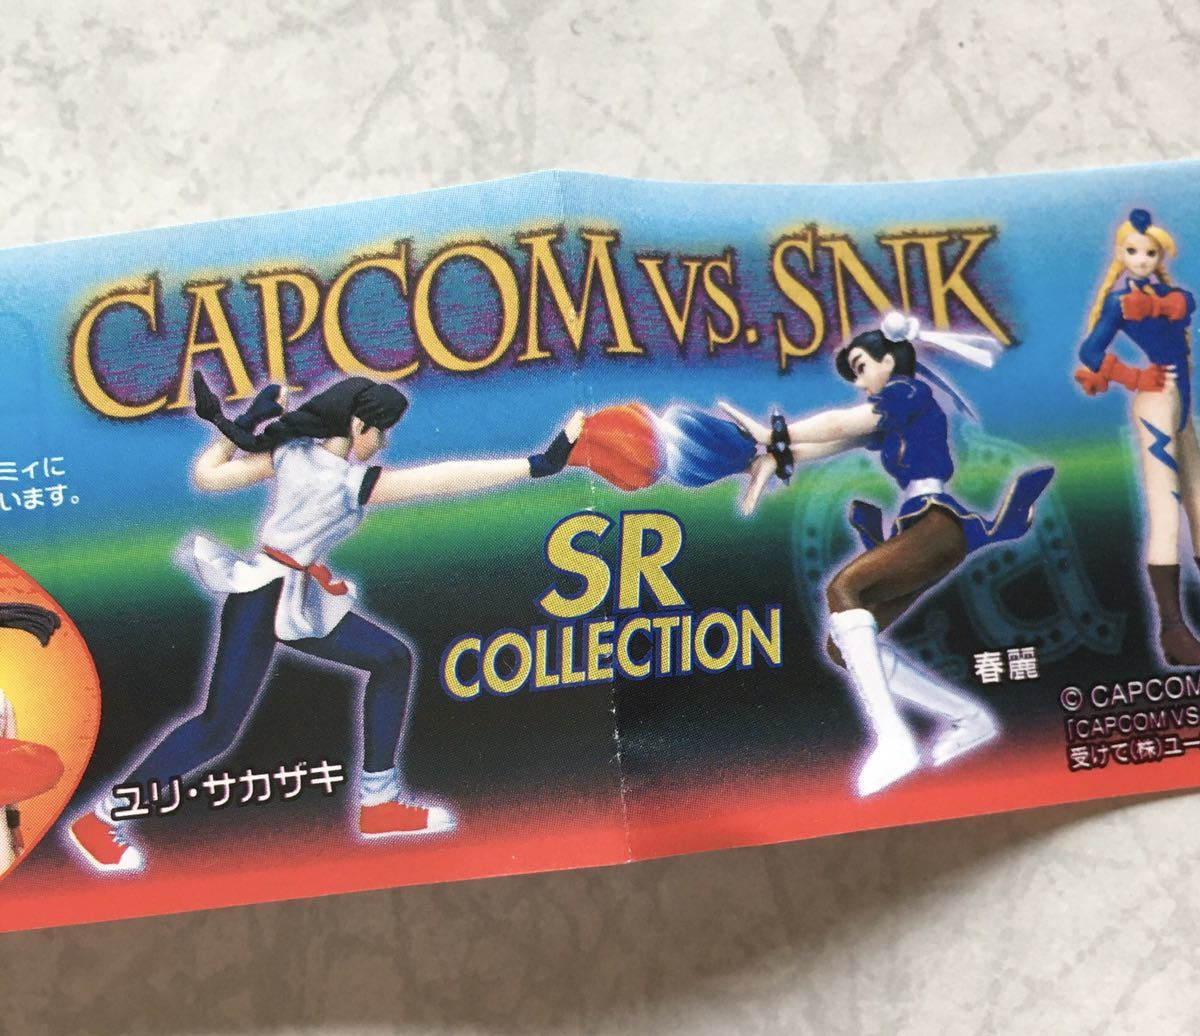 CAPCOM VS. SNK
ミィに
います。
SR
COLLECTION
ユリ・サカザキ
春麗
© CAPCOM
「CAPCOM VS
受けて(株)ユー